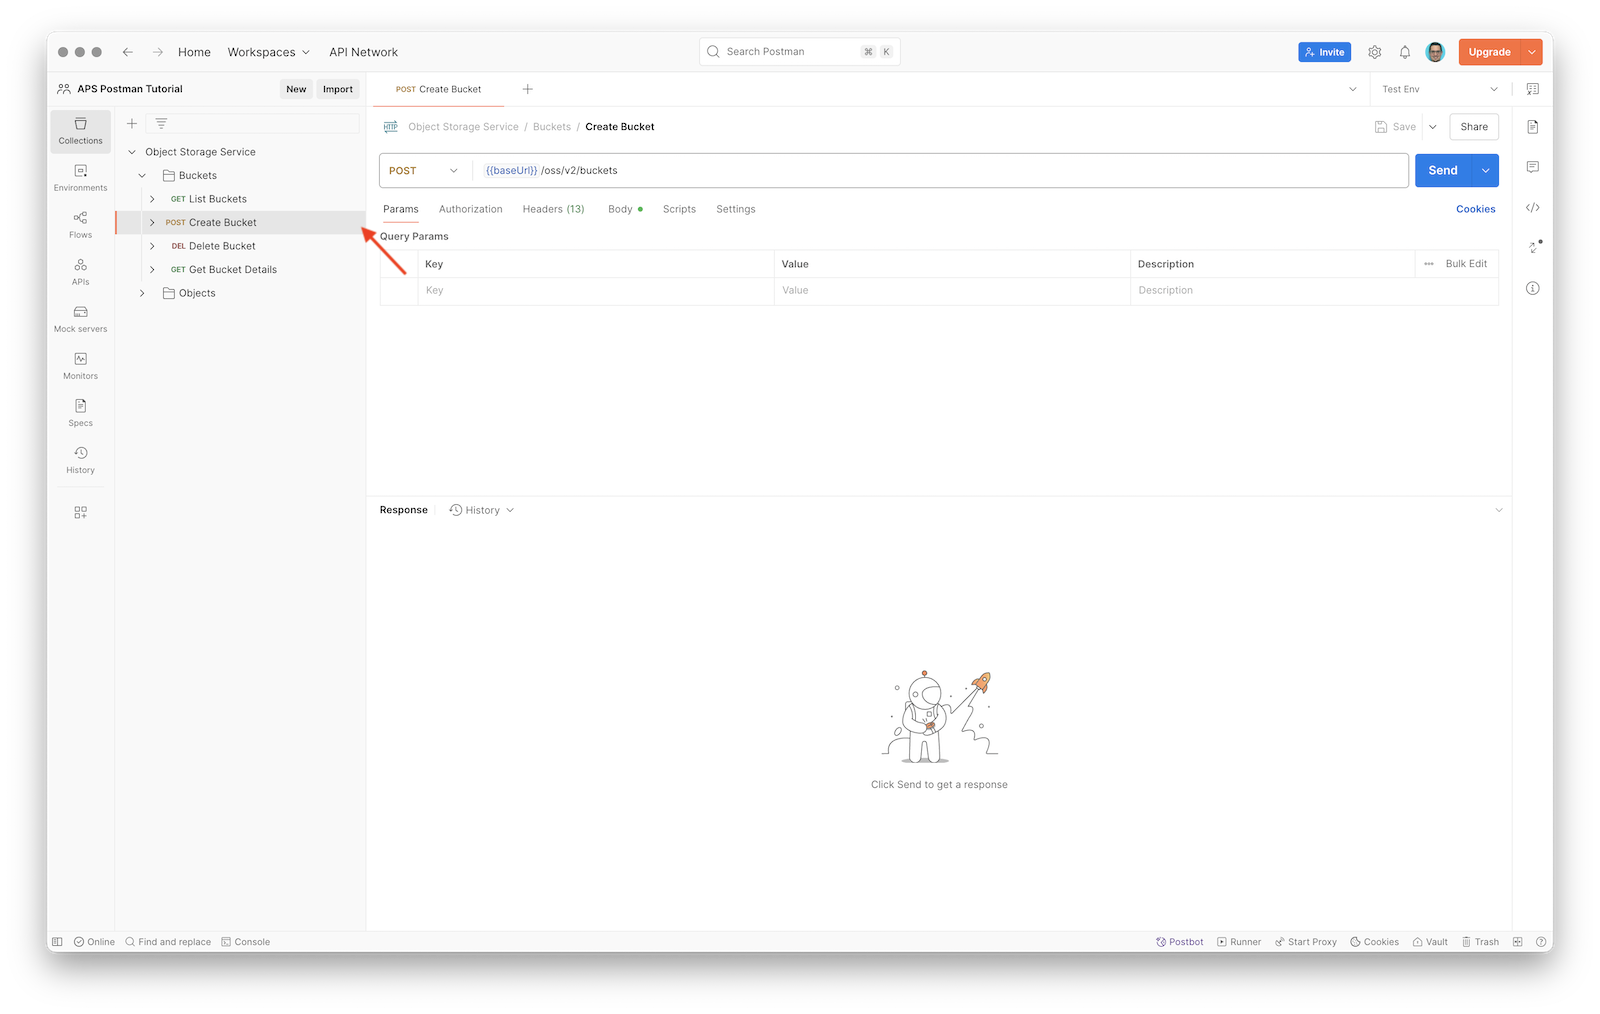 Home Workspaces API Network Search Postman ⌘ K Invite Upgrade
APS Postman Tutorial New Import
POST Create Bucket
Test Env
Collections
Environments
Flows
APIs
Mock servers
Monitors
Specs
History
Object Storage Service
Buckets
GET List Buckets
POST Create Bucket
DEL Delete Bucket
GET Get Bucket Details
Objects
HTTP Object Storage Service / Buckets / Create Bucket Save Share
POST {{baseUrl}} /oss/v2/buckets Send
Params Authorization Headers (13) Body Scripts Settings Cookies
Query Params
Key Value Description Bulk Edit
Key Value Description
Response History
Click Send to get a response
Online Find and replace Console Postbot Runner Start Proxy Cookies Vault Trash